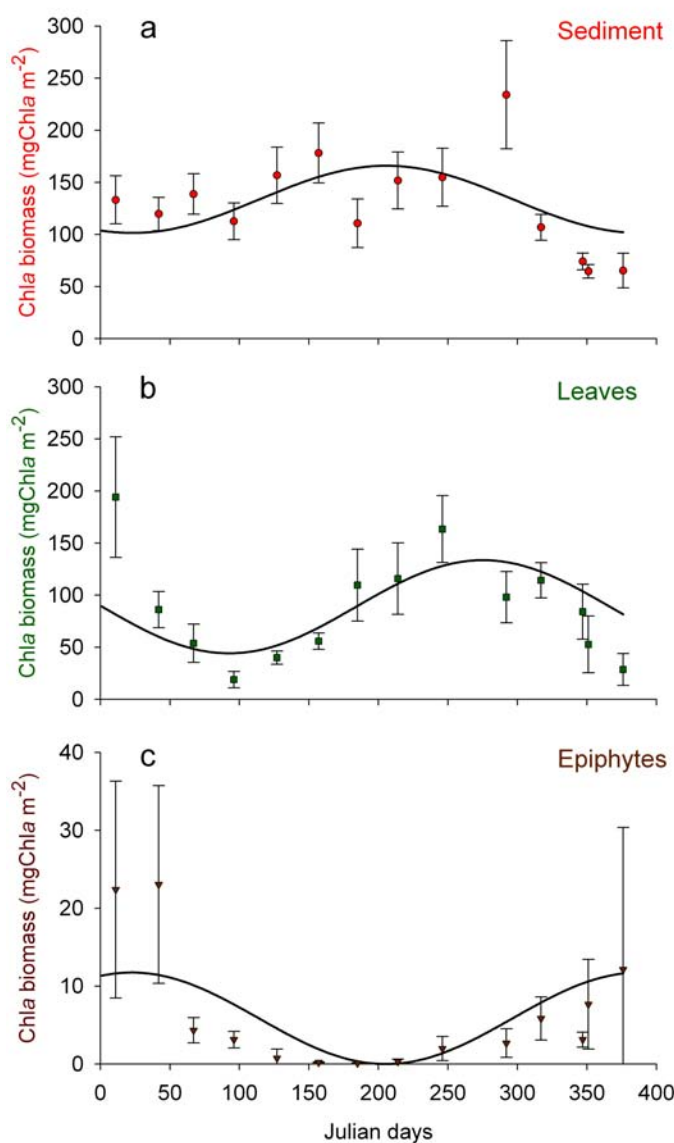 a
Sediment
Chla biomass (mgChla m-2)
300
250
200
150
100
50
0
b
Leaves
Chla biomass (mgChla m-2)
300
250
200
150
100
50
0
c
Epiphytes
Chla biomass (mgChla m-2)
40
30
20
10
0
0 50 100 150 200 250 300 350 400
Julian days